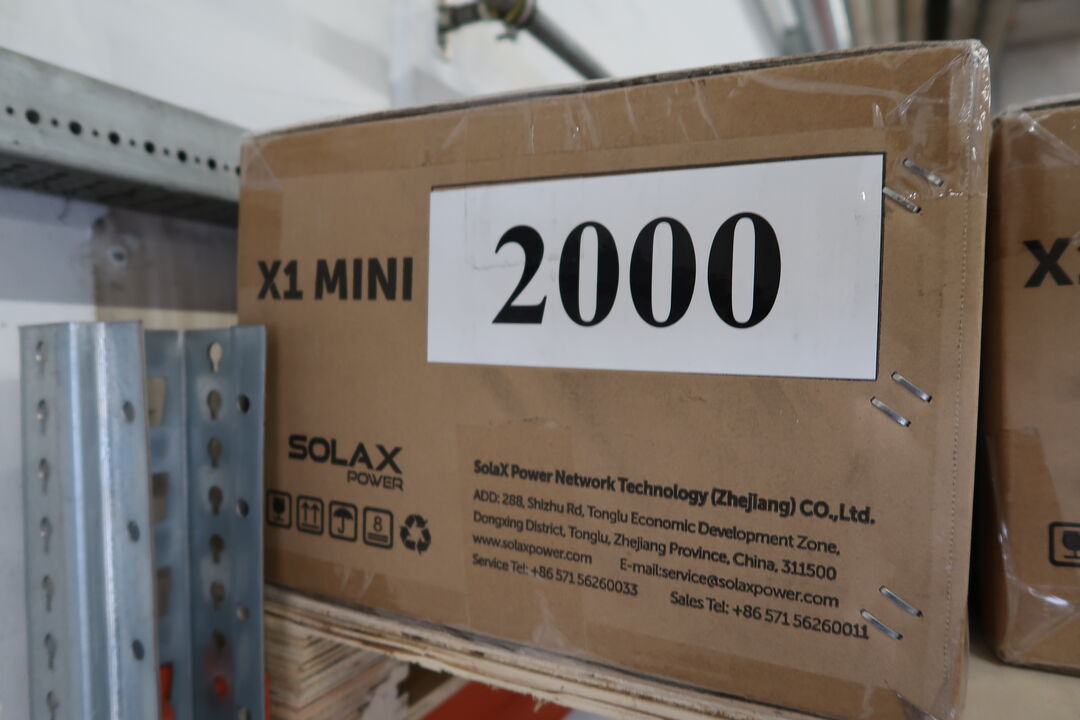 2000
X1 MINI
SOLAX
POWER
8
SolaX Power Network Technology (Zhejiang) CO.,Ltd.
ADD: 288, Shizhu Rd, Tonglu Economic Development Zone,
Dongxing District, Tonglu, Zhejiang Province, China, 311500
www.solaxpower.com E-mail:service@solaxpower.com
Service Tel: +86 571 56260033 Sales Tel: +86 571 56260011
X